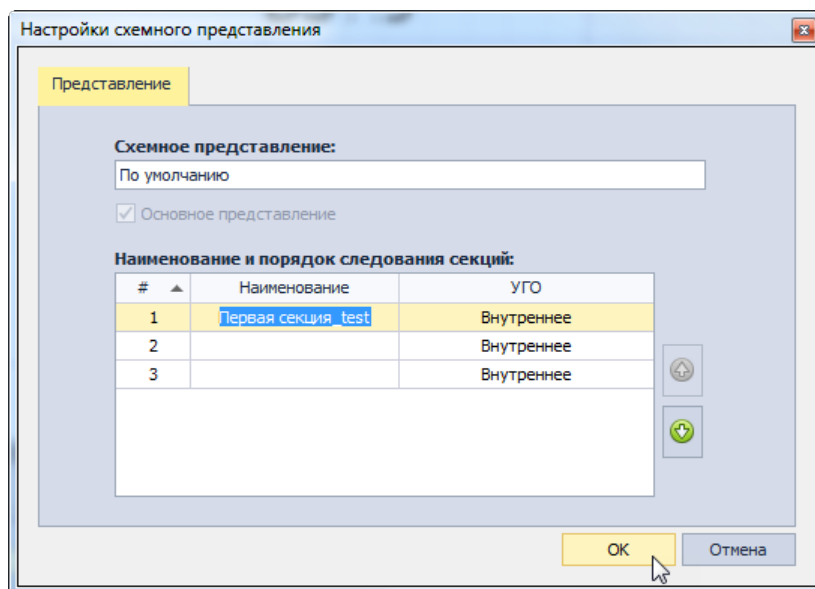 Настройки схемного представления
Представление
Схемное представление:
По умолчанию
Основное представление
Наименование и порядок следования секций:
# Наименование УГО
1 Первая секция_test Внутреннее
2 Внутреннее
3 Внутреннее
OK Отмена